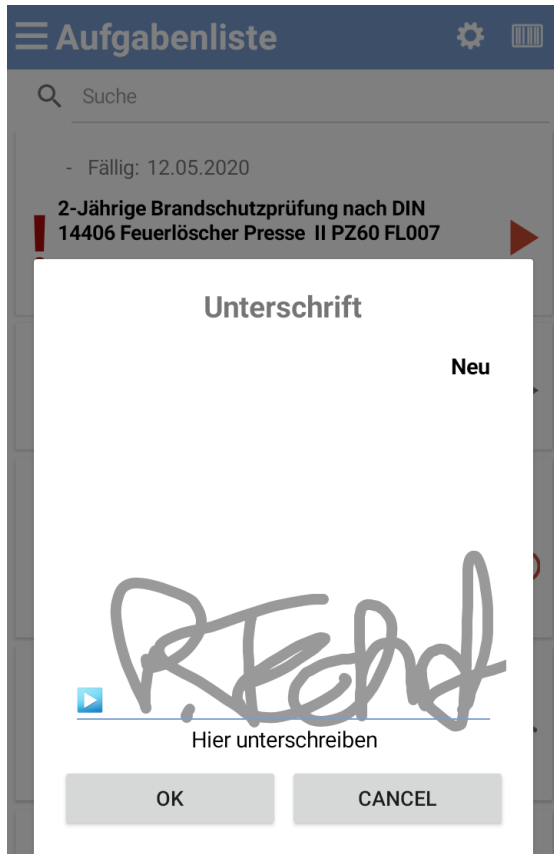 Aufgabenliste
Suche
- Fällig: 12.05.2020
2-Jährige Brandschutzprüfung nach DIN
14406 Feuerlöscher Presse II PZ60 FL007
Unterschrift
Neu
Hier unterschreiben
OK
CANCEL